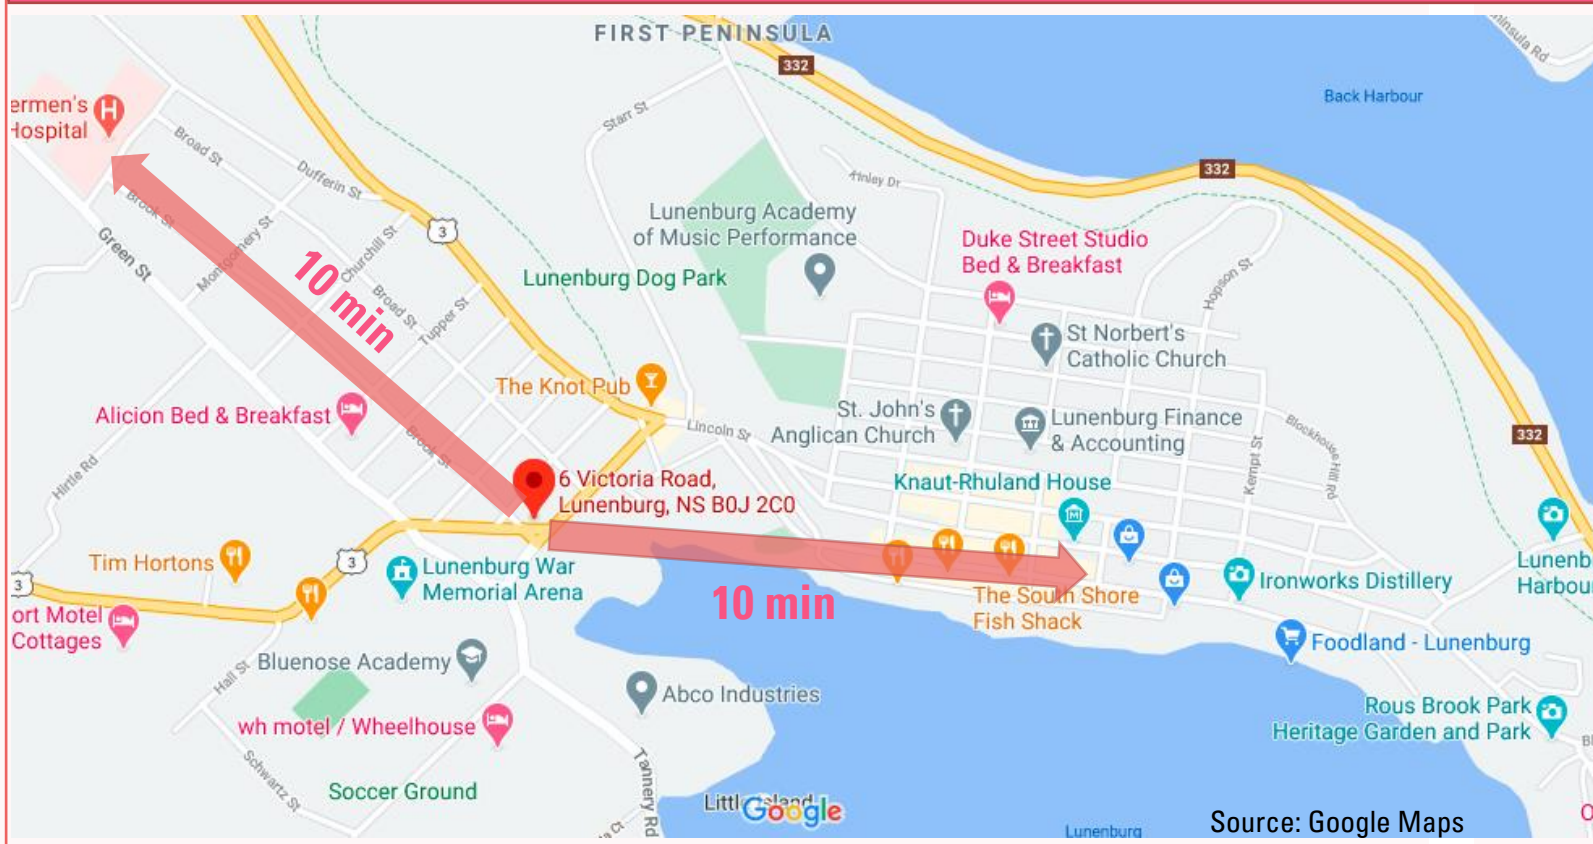 FIRST PENINSULA
332
Back Harbour
ermen's
Hospital
Starr St
Broad St
Dufferin St
332
Brook St
Montgomery St
Churchill St
3
Green St
Lunenburg Academy
of Music Performance
Duke Street Studio
Bed & Breakfast
Hopson St
10 min
Lunenburg Dog Park
Broad St
Tupper St
St Norbert's
Catholic Church
The Knot Pub
Alicion Bed & Breakfast
Lincoln St
St. John's
Anglican Church
Lunenburg Finance
& Accounting
Blockhouse Hill Rd
332
Brook St
Kempt St
Hirtle Rd
6 Victoria Road,
Lunenburg, NS B0J 2C0
Knaut-Rhuland House
Tim Hortons
3
3
Lunenburg War
Memorial Arena
10 min
The South Shore
Fish Shack
Ironworks Distillery
Lunenb
Harbou
ort Motel
Cottages
Foodland - Lunenburg
Hall St
Bluenose Academy
Abco Industries
wh motel / Wheelhouse
Rous Brook Park
Heritage Garden and Park
Schwartz St
Soccer Ground
Tannery Rd
Google
Lunenburg
Source: Google Maps